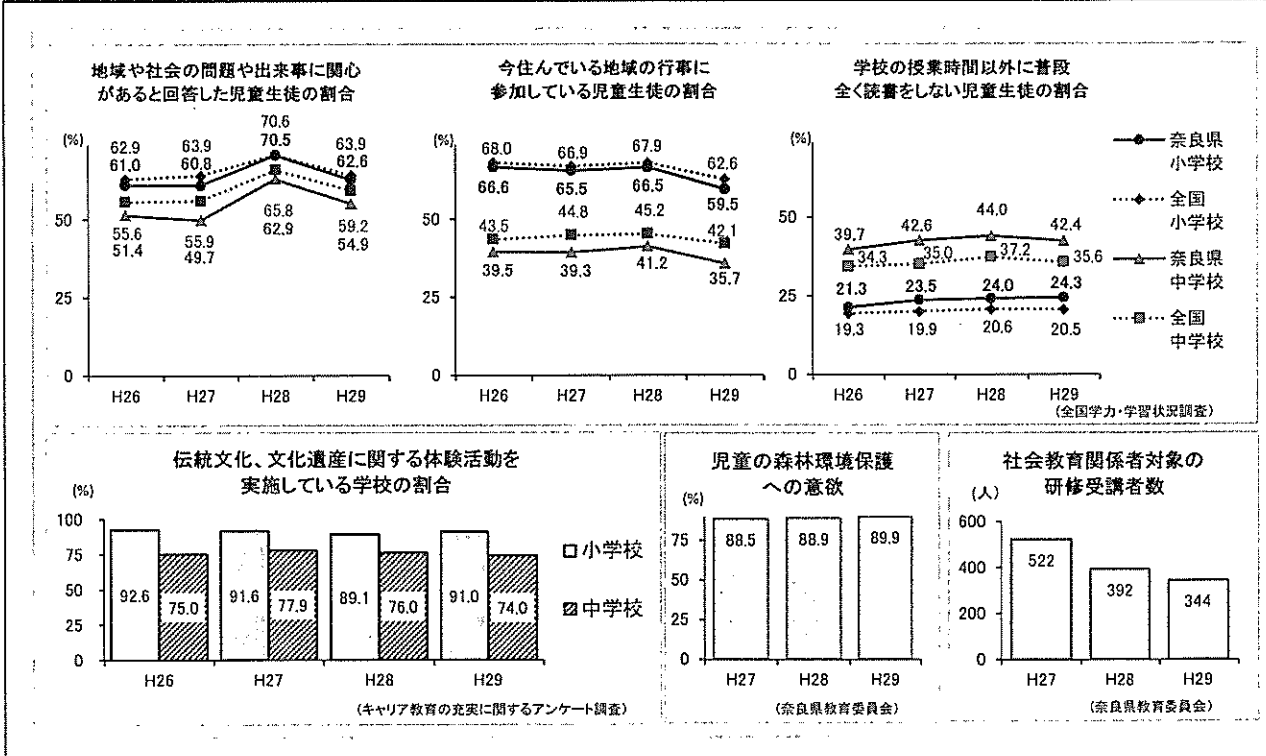 地域や社会の問題や出来事に関心
があると回答した児童生徒の割合
(%)
62.9 63.9 70.6 63.9
61.0 60.8 70.5 62.6
50
55.6 55.9 65.8 59.2
51.4 49.7 62.9 54.9
25
0
H26 H27 H28 H29
今住んでいる地域の行事に
参加している児童生徒の割合
(%)
68.0 66.9 67.9 62.6
66.6 65.5 66.5 59.5
50
43.5 44.8 45.2 42.1
39.5 39.3 41.2 35.7
25
0
H26 H27 H28 H29
学校の授業時間以外に普段
全く読書をしない児童生徒の割合
(%)
50
39.7 42.6 44.0 42.4
34.3 35.0 37.2 35.6
21.3 23.5 24.0 24.3
25
19.3 19.9 20.6 20.5
0
H26 H27 H28 H29
奈良県
小学校
全国
小学校
奈良県
中学校
全国
中学校
(全国学力・学習状況調査)
伝統文化、文化遺産に関する体験活動を
実施している学校の割合
(%)
100
75
50
25
0
92.6 75.0 91.6 77.9 89.1 76.0 91.0 74.0
H26 H27 H28 H29
小学校
中学校
(キャリア教育の充実に関するアンケート調査)
児童の森林環境保護
への意欲
(%)
75
50
25
0
88.5 88.9 89.9
H27 H28 H29
(奈良県教育委員会)
社会教育関係者対象の
研修受講者数
(人)
600
400
200
0
522 392 344
H27 H28 H29
(奈良県教育委員会)